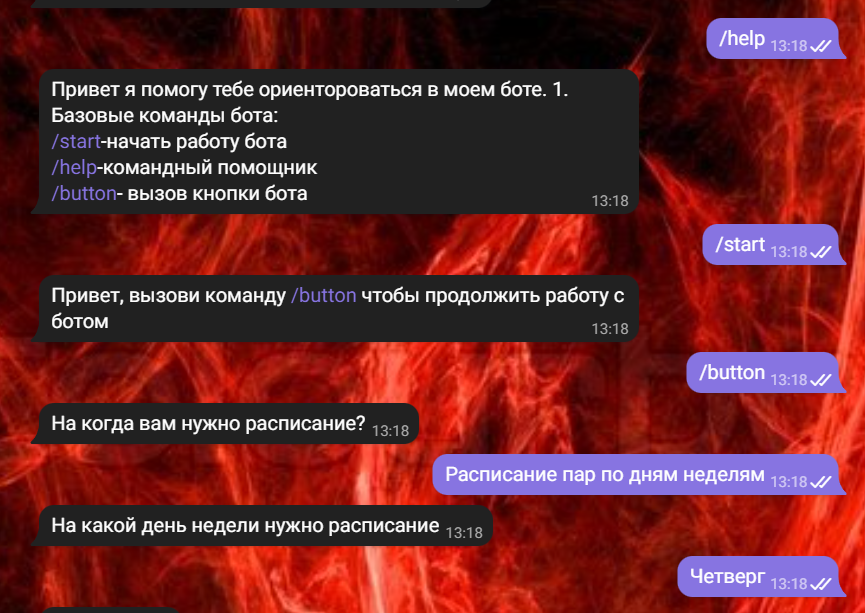 /help 13:18
Привет я помогу тебе ориентороваться в моем боте. 1.
Базовые команды бота:
/start-начать работу бота
/help-командный помощник
/button- вызов кнопки бота
13:18
/start 13:18
Привет, вызови команду /button чтобы продолжить работу с
ботом
13:18
/button 13:18
На когда вам нужно расписание? 13:18
Расписание пар по дням неделям 13:18
На какой день недели нужно расписание 13:18
Четверг 13:18